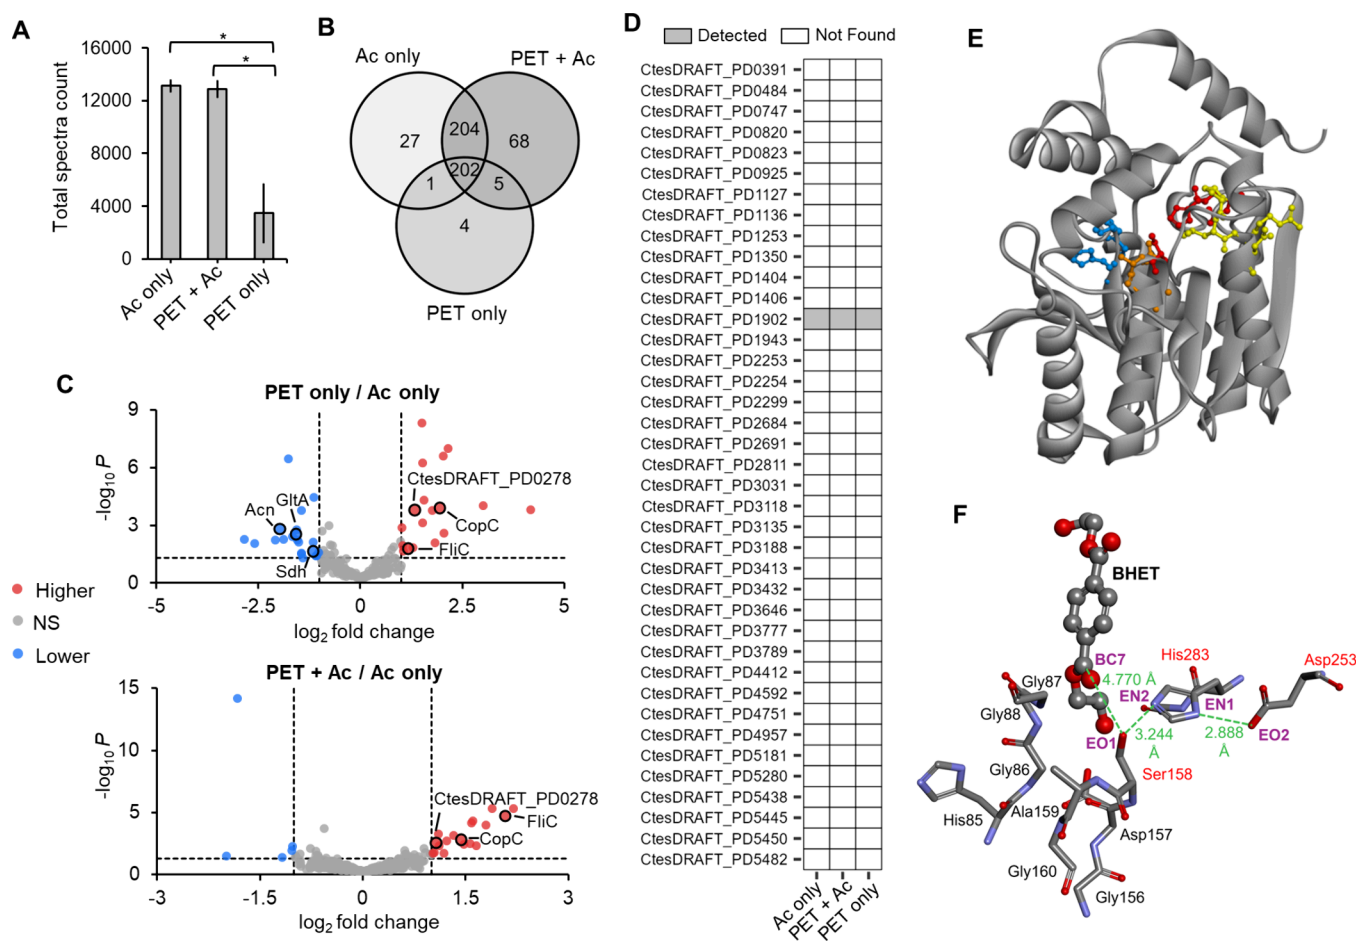 A
Total spectra count
16000
12000
8000
4000
0
*
*
Ac only
PET + Ac
PET only
B
Ac only
PET + Ac
27
204
68
202
1
5
4
PET only
C
PET only / Ac only
-log10 P
9
6
3
0
CtesDRAFT_PD0278
GltA
Acn
CopC
FliC
Sdh
-5
-2.5
0
2.5
5
log2 fold change
Higher
NS
Lower
PET + Ac / Ac only
-log10 P
15
10
5
0
CtesDRAFT_PD0278
FliC
CopC
-3
-1.5
0
1.5
3
log2 fold change
D
Detected
Not Found
CtesDRAFT_PD0391
CtesDRAFT_PD0484
CtesDRAFT_PD0747
CtesDRAFT_PD0820
CtesDRAFT_PD0823
CtesDRAFT_PD0925
CtesDRAFT_PD1127
CtesDRAFT_PD1136
CtesDRAFT_PD1253
CtesDRAFT_PD1350
CtesDRAFT_PD1404
CtesDRAFT_PD1406
CtesDRAFT_PD1902
CtesDRAFT_PD1943
CtesDRAFT_PD2253
CtesDRAFT_PD2254
CtesDRAFT_PD2299
CtesDRAFT_PD2684
CtesDRAFT_PD2691
CtesDRAFT_PD2811
CtesDRAFT_PD3031
CtesDRAFT_PD3118
CtesDRAFT_PD3135
CtesDRAFT_PD3188
CtesDRAFT_PD3413
CtesDRAFT_PD3432
CtesDRAFT_PD3646
CtesDRAFT_PD3777
CtesDRAFT_PD3789
CtesDRAFT_PD4412
CtesDRAFT_PD4592
CtesDRAFT_PD4751
CtesDRAFT_PD4957
CtesDRAFT_PD5181
CtesDRAFT_PD5280
CtesDRAFT_PD5438
CtesDRAFT_PD5445
CtesDRAFT_PD5450
CtesDRAFT_PD5482
Ac only
PET + Ac
PET only
E
F
BHET
BC7
His283
Asp253
4.770 Å
Gly87
EN2
EN1
Gly88
EO1
3.244
Å
2.888
Å
EO2
Gly86
Ser158
His85
Ala159
Asp157
Gly160
Gly156